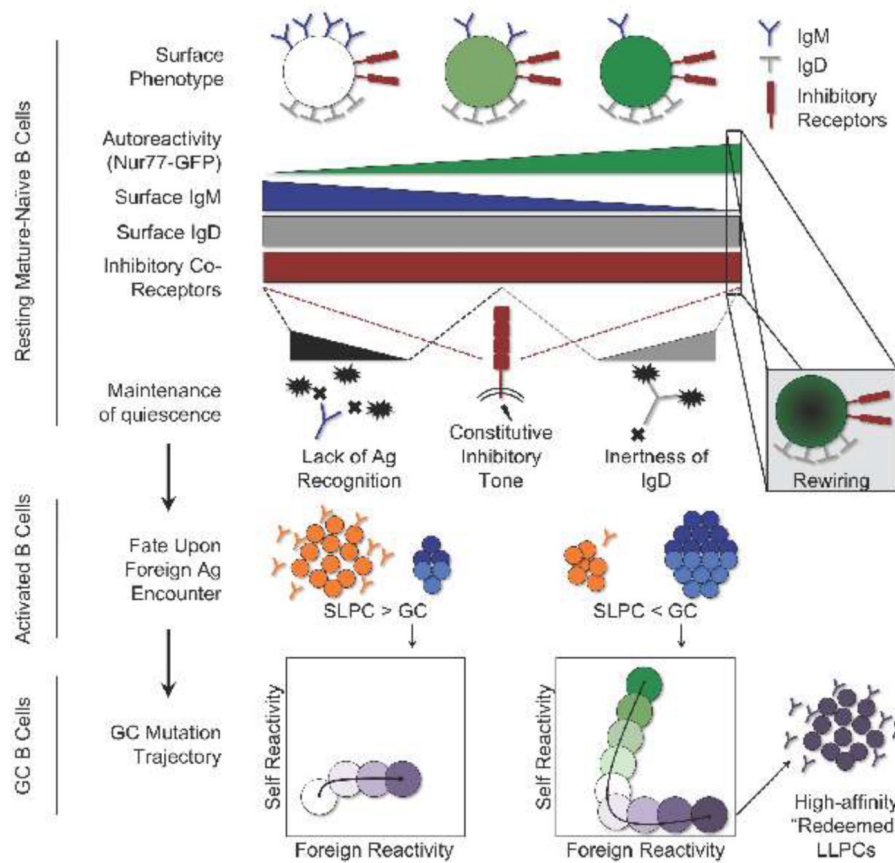 Resting Mature-Naïve B Cells
Surface
Phenotype
IgM
IgD
Inhibitory
Receptors
Autoreactivity
(Nur77-GFP)
Surface IgM
Surface IgD
Inhibitory Co-
Receptors
Maintenance
of quiescence
Lack of Ag
Recognition
Constitutive
Inhibitory
Tone
Inertness of
IgD
Rewiring
Activated B Cells
Fate Upon
Foreign Ag
Encounter
SLPC > GC
SLPC < GC
GC B Cells
GC Mutation
Trajectory
Self Reactivity
Foreign Reactivity
Self Reactivity
Foreign Reactivity
High-affinity
"Redeemed"
LLPCs